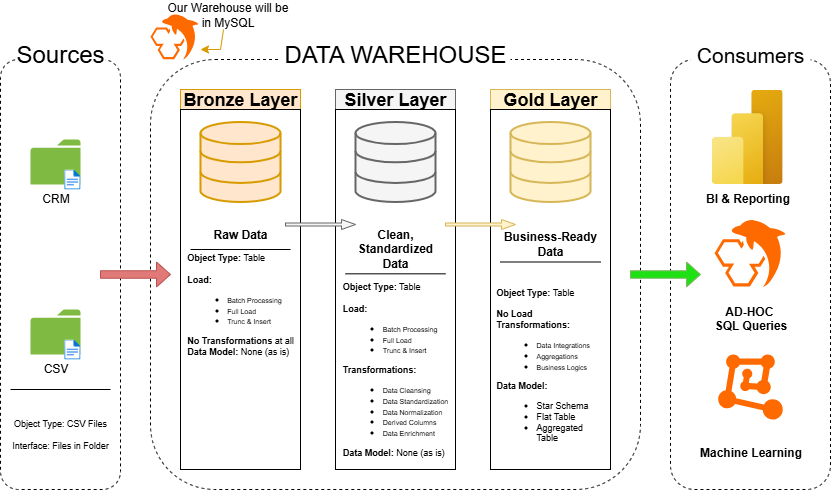 Our Warehouse will be
in MySQL
Sources
DATA WAREHOUSE
Consumers
CRM
CSV
Object Type: CSV Files
Interface: Files in Folder
Bronze Layer
Raw Data
Object Type: Table
Load:
Batch Processing
Full Load
Trunc & Insert
No Transformations at all
Data Model: None (as is)
Silver Layer
Clean,
Standardized
Data
Object Type: Table
Load:
Batch Processing
Full Load
Trunc & Insert
Transformations:
Data Cleansing
Data Standardization
Data Normalization
Derived Columns
Data Enrichment
Data Model: None (as is)
Gold Layer
Business-Ready
Data
Object Type: Table
No Load
Transformations:
Data Integrations
Aggregations
Business Logics
Data Model:
Star Schema
Flat Table
Aggregated
Table
BI & Reporting
AD-HOC
SQL Queries
Machine Learning